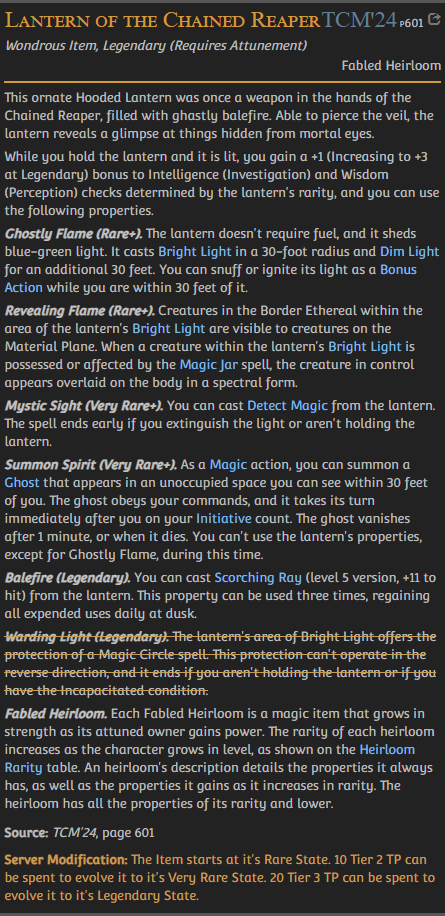 Lantern of the Chained Reaper TCM'24 p601
Wondrous Item, Legendary (Requires Attunement)
Fabled Heirloom
This ornate Hooded Lantern was once a weapon in the hands of the
Chained Reaper, filled with ghastly balefire. Able to pierce the veil, the
lantern reveals a glimpse at things hidden from mortal eyes.
While you hold the lantern and it is lit, you gain a +1 (Increasing to +3
at Legendary) bonus to Intelligence (Investigation) and Wisdom
(Perception) checks determined by the lantern's rarity, and you can use
the following properties.
Ghostly Flame (Rare+). The lantern doesn't require fuel, and it sheds
blue-green light. It casts Bright Light in a 30-foot radius and Dim Light
for an additional 30 feet. You can snuff or ignite its light as a Bonus
Action while you are within 30 feet of it.
Revealing Flame (Rare+). Creatures in the Border Ethereal within the
area of the lantern's Bright Light are visible to creatures on the
Material Plane. When a creature within the lantern's Bright Light is
possessed or affected by the Magic Jar spell, the creature in control
appears overlaid on the body in a spectral form.
Mystic Sight (Very Rare+). You can cast Detect Magic from the lantern.
The spell ends early if you extinguish the light or aren't holding the
lantern.
Summon Spirit (Very Rare+). As a Magic action, you can summon a
Ghost that appears in an unoccupied space you can see within 30 feet
of you. The ghost obeys your commands, and it takes its turn
immediately after you on your Initiative count. The ghost vanishes
after 1 minute, or when it dies. You can't use the lantern's properties,
except for Ghostly Flame, during this time.
Balefire (Legendary). You can cast Scorching Ray (level 5 version, +11 to
hit) from the lantern. This property can be used three times, regaining
all expended uses daily at dusk.
Warding Light (Legendary). The lantern's area of Bright Light offers the
protection of a Magic Circle spell. This protection can't operate in the
reverse direction, and it ends if you aren't holding the lantern or if you
have the Incapacitated condition.
Fabled Heirloom. Each Fabled Heirloom is a magic item that grows in
strength as its attuned owner gains power. The rarity of each heirloom
increases as the character grows in level, as shown on the Heirloom
Rarity table. An heirloom's description details the properties it always
has, as well as the properties it gains as it increases in rarity. The
heirloom has all the properties of its rarity and lower.
Source: TCM'24, page 601
Server Modification: The Item starts at it's Rare State. 10 Tier 2 TP can
be spent to evolve it to it's Very Rare State. 20 Tier 3 TP can be spent to
evolve it to it's Legendary State.